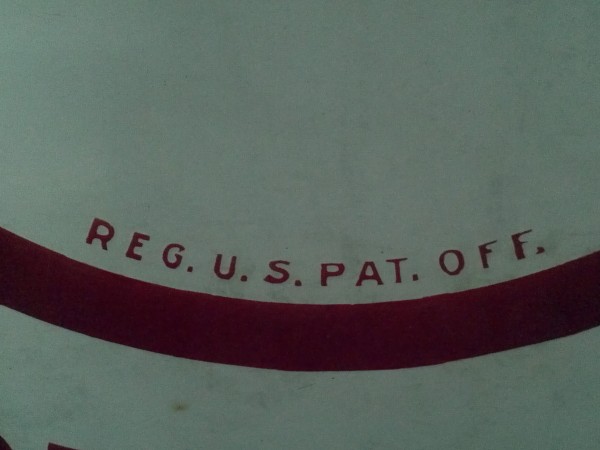 REG. U.S. PAT. OFF.